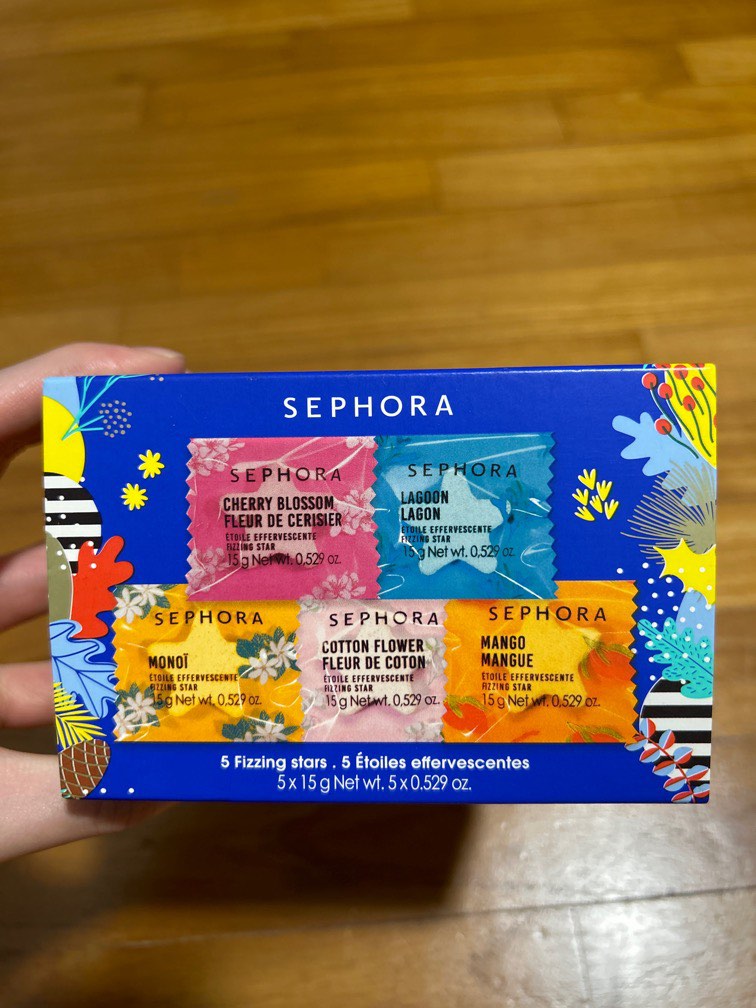 SEPHORA
SEPHORA
CHERRY BLOSSOM
FLEUR DE CERISIER
ÉTOILE EFFERVESCENTE
FIZZING STAR
15 g Net wt. 0,529 oz.
SEPHORA
LAGOON
LAGON
ÉTOILE EFFERVESCENTE
FIZZING STAR
15 g Net wt. 0,529 oz.
SEPHORA
MONOÏ
ÉTOILE EFFERVESCENTE
FIZZING STAR
15 g Net wt. 0,529 oz.
SEPHORA
COTTON FLOWER
FLEUR DE COTON
ÉTOILE EFFERVESCENTE
FIZZING STAR
15 g Net wt. 0,529 oz.
SEPHORA
MANGO
MANGUE
ÉTOILE EFFERVESCENTE
FIZZING STAR
15 g Net wt. 0,529 oz.
5 Fizzing stars . 5 Étoiles effervescentes
5 x 15 g Net wt. 5 x 0.529 oz.